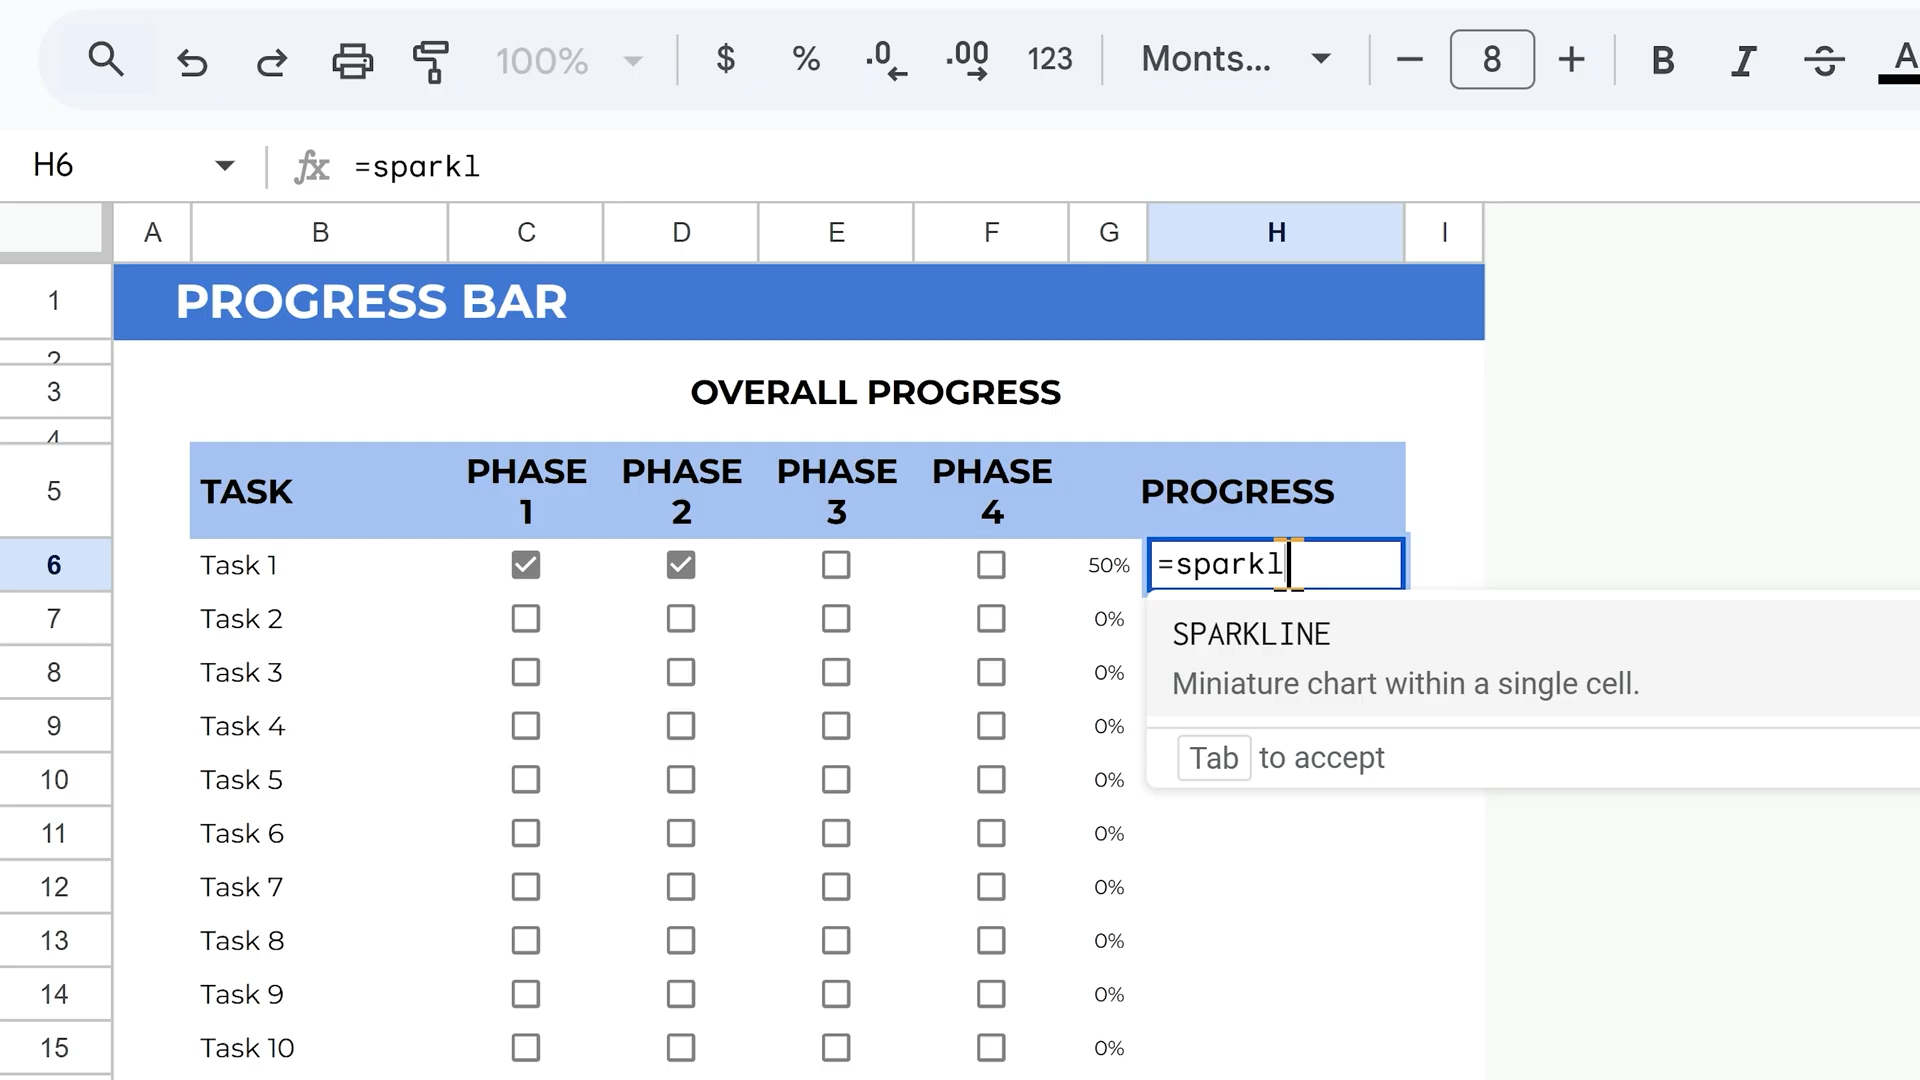 100% $ % .0 .00 123 Monts... 8 B I A
H6 fx =sparkl
A B C D E F G H I
1 PROGRESS BAR
2
3 OVERALL PROGRESS
4
5 TASK PHASE 1 PHASE 2 PHASE 3 PHASE 4 PROGRESS
6 Task 1 50% =sparkl
7 Task 2 0%
SPARKLINE
8 Task 3 0%
Miniature chart within a single cell.
9 Task 4 0%
Tab to accept
10 Task 5 0%
11 Task 6 0%
12 Task 7 0%
13 Task 8 0%
14 Task 9 0%
15 Task 10 0%